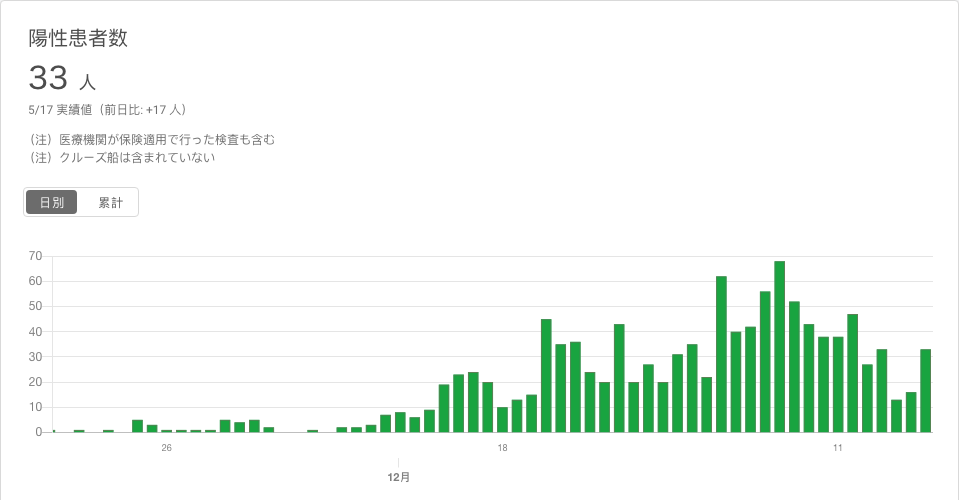 陽性患者数
33 人
5/17 実績値（前日比: +17 人）
（注）医療機関が保険適用で行った検査も含む
（注）クルーズ船は含まれていない
日別 累計
70
60
50
40
30
20
10
0
26 18 11
12月